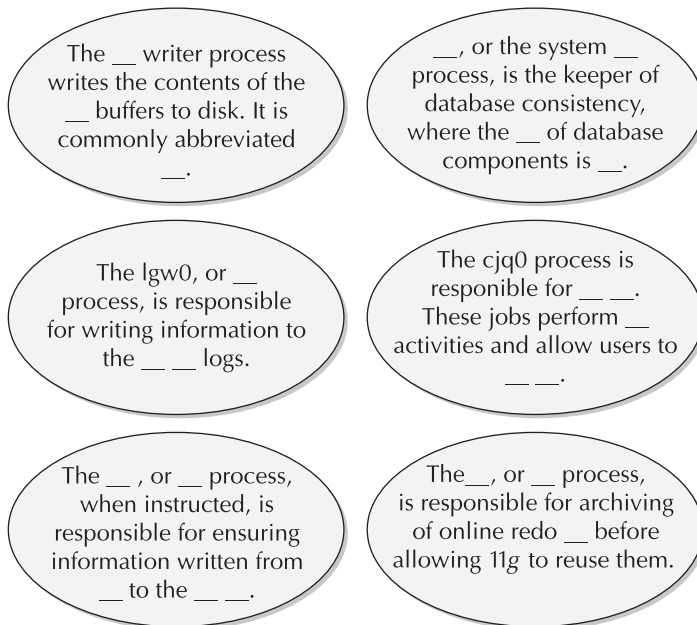 The __ writer process
writes the contents of the
__ buffers to disk. It is
commonly abbreviated
__.
__, or the system __
process, is the keeper of
database consistency,
where the __ of database
components is __.
The lgw0, or __
process, is responsible
for writing information to
the __ __ logs.
The cjq0 process is
responible for __ __.
These jobs perform __
activities and allow users to
__ __.
The __ , or __ process,
when instructed, is
responsible for ensuring
information written from
__ to the __ __.
The__, or __ process,
is responsible for archiving
of online redo __ before
allowing 11g to reuse them.